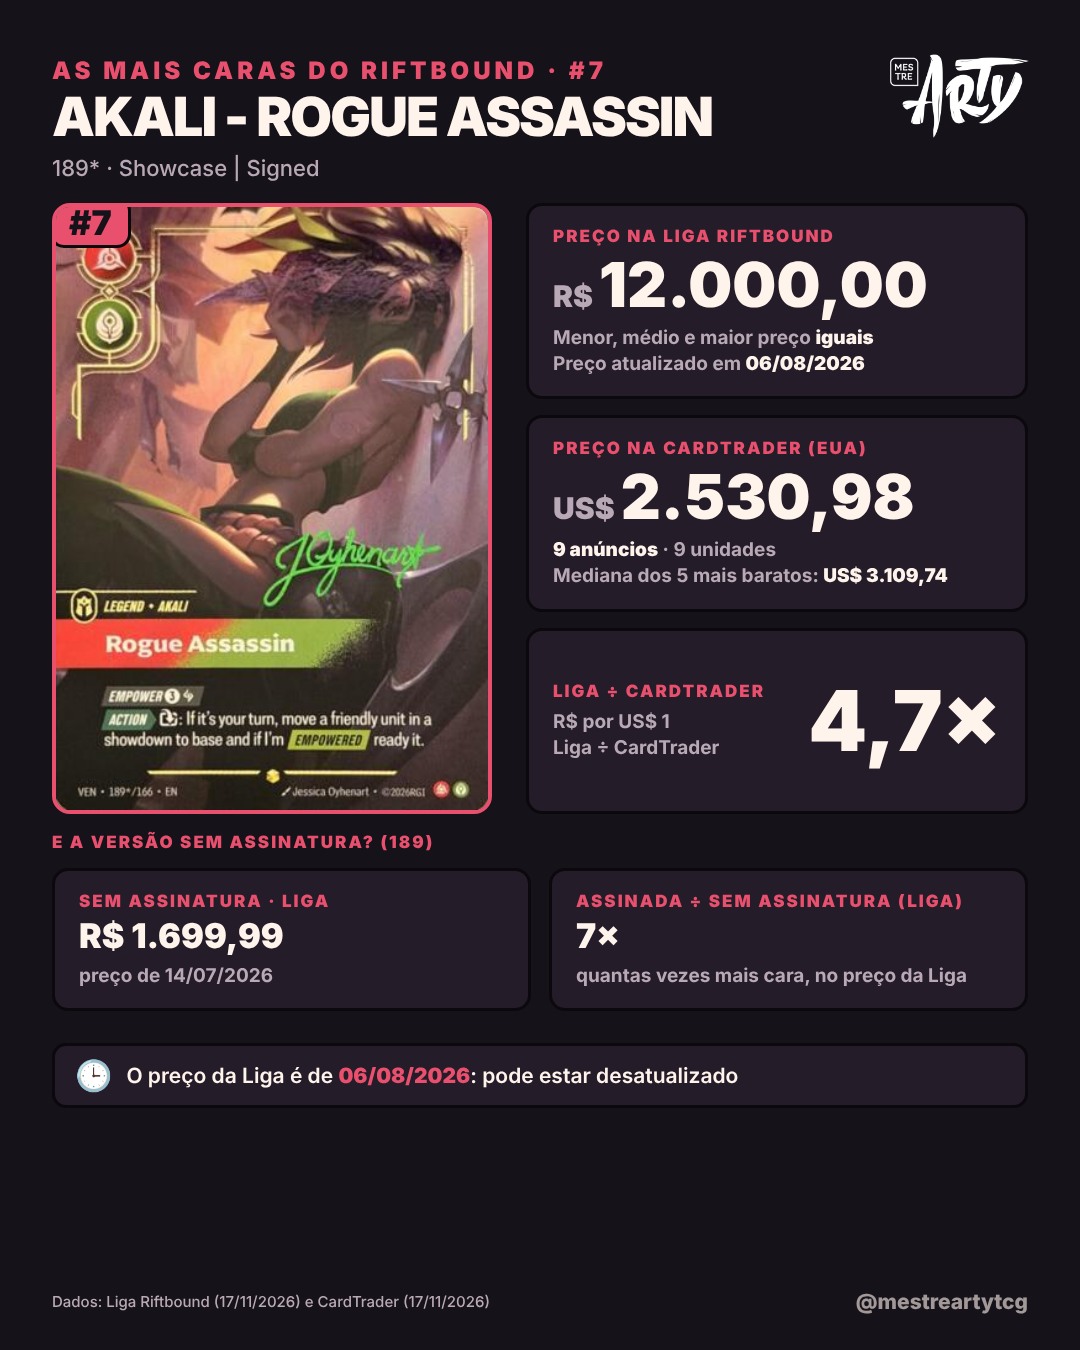 AS MAIS CARAS DO RIFTBOUND · #7
AKALI - ROGUE ASSASSIN
189* · Showcase | Signed
MES
TRE
ARTY
#7
JOyhenart
LEGEND • AKALI
Rogue Assassin
EMPOWER 3
ACTION : If it's your turn, move a friendly unit in a
showdown to base and if I'm EMPOWERED ready it.
VEN • 189*/166 • EN
Jessica Oyhenart • ©2026RGI
PREÇO NA LIGA RIFTBOUND
R$ 12.000,00
Menor, médio e maior preço iguais
Preço atualizado em 06/08/2026
PREÇO NA CARDTRADER (EUA)
US$ 2.530,98
9 anúncios · 9 unidades
Mediana dos 5 mais baratos: US$ 3.109,74
LIGA ÷ CARDTRADER
R$ por US$ 1
Liga ÷ CardTrader
4,7×
E A VERSÃO SEM ASSINATURA? (189)
SEM ASSINATURA · LIGA
R$ 1.699,99
preço de 14/07/2026
ASSINADA ÷ SEM ASSINATURA (LIGA)
7×
quantas vezes mais cara, no preço da Liga
O preço da Liga é de 06/08/2026: pode estar desatualizado
Dados: Liga Riftbound (17/11/2026) e CardTrader (17/11/2026)
@mestreartytcg